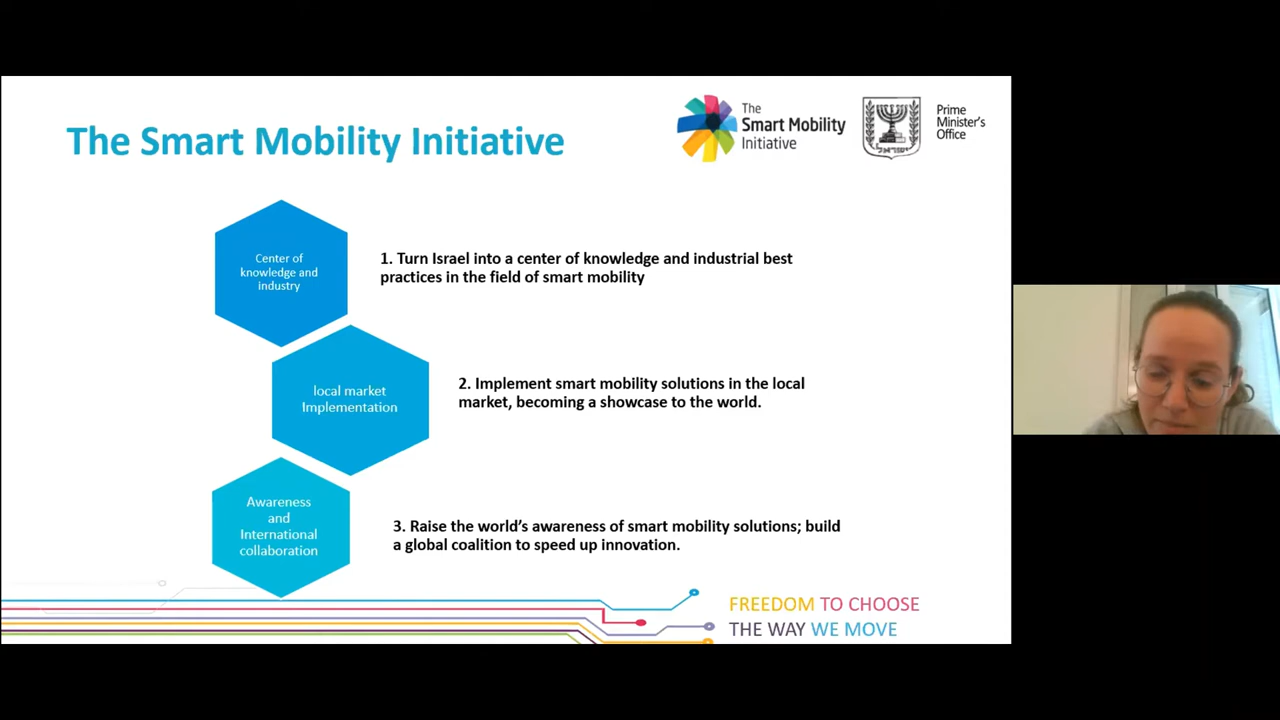 The Smart Mobility Initiative
The
Smart Mobility
Initiative
ישראל
Prime
Minister's
Office
Center of
knowledge and
industry
1. Turn Israel into a center of knowledge and industrial best
practices in the field of smart mobility
local market
Implementation
2. Implement smart mobility solutions in the local
market, becoming a showcase to the world.
Awareness
and
International
collaboration
3. Raise the world’s awareness of smart mobility solutions; build
a global coalition to speed up innovation.
FREEDOM TO CHOOSE
THE WAY WE MOVE